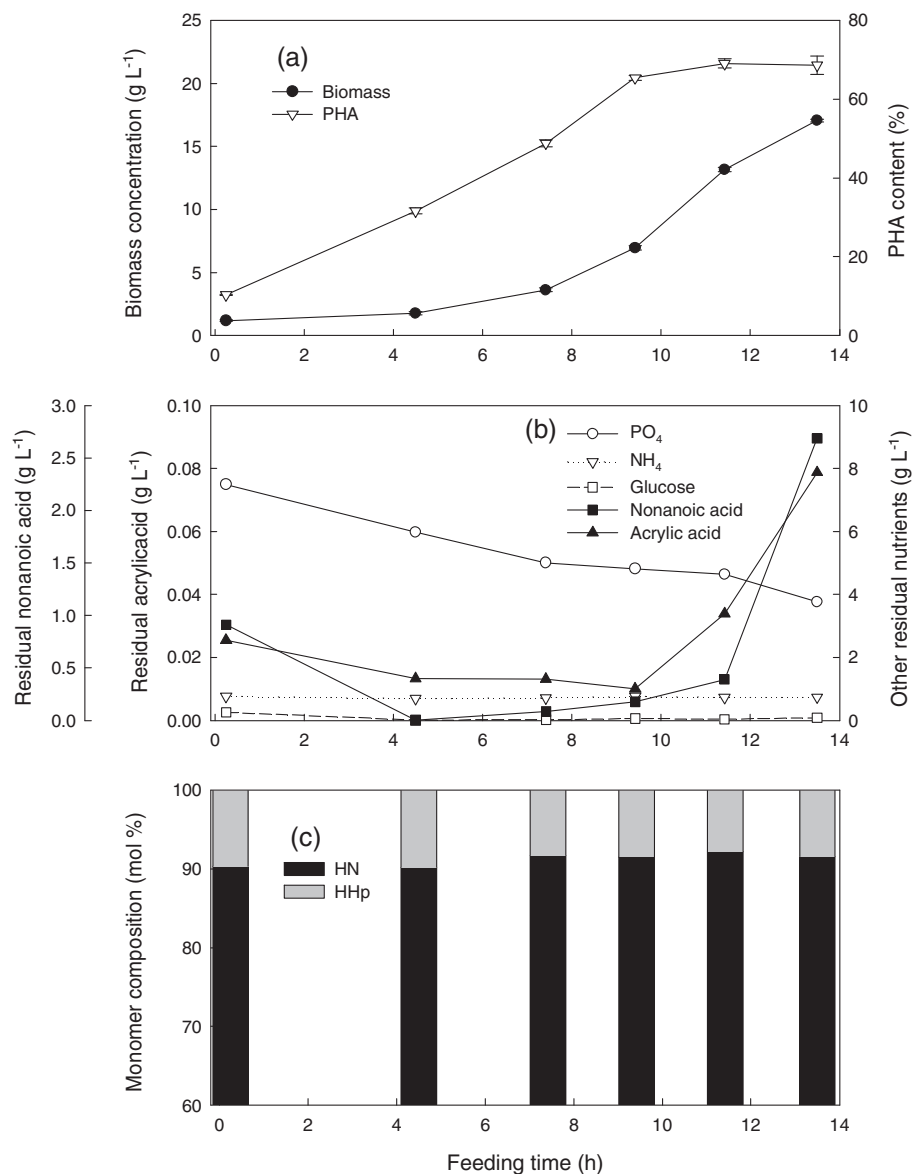 (a)
Biomass
PHA
Biomass concentration (g L-1)
25
20
15
10
5
0
PHA content (%)
80
60
40
20
0
0 2 4 6 8 10 12 14
(b)
PO4
NH4
Glucose
Nonanoic acid
Acrylic acid
Residual nonanoic acid (g L-1)
3.0
2.5
2.0
1.5
1.0
0.5
0.0
Residual acrylicacid (g L-1)
0.10
0.08
0.06
0.04
0.02
0.00
Other residual nutrients (g L-1)
10
8
6
4
2
0
0 2 4 6 8 10 12 14
(c)
HN
HHp
Monomer composition (mol %)
100
90
80
70
60
0 2 4 6 8 10 12 14
Feeding time (h)